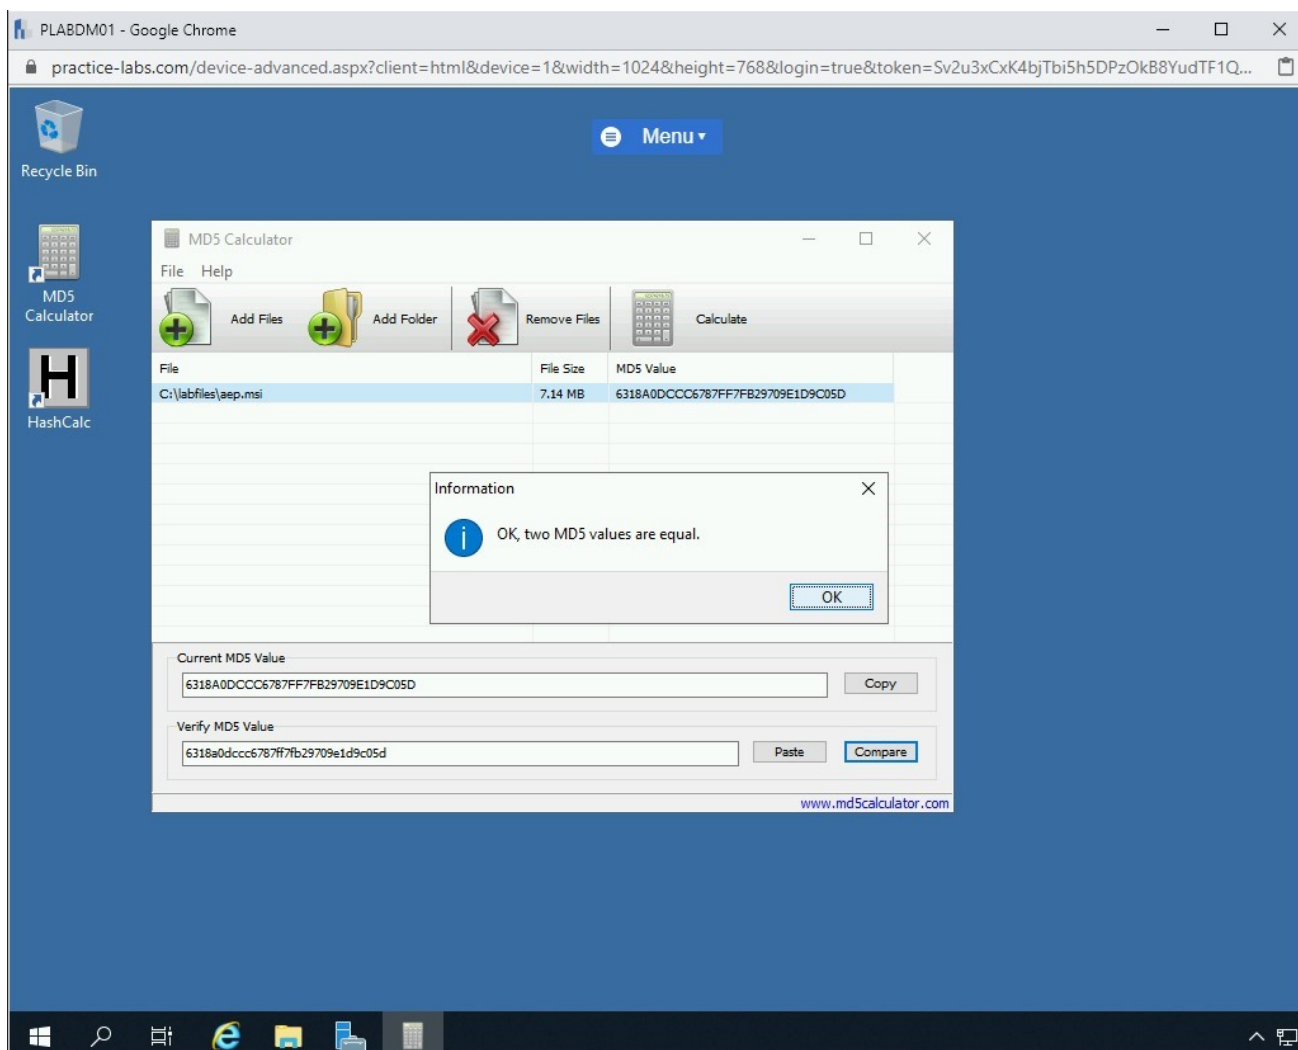 PLABDM01 - Google Chrome
practice-labs.com/device-advanced.aspx?client=html&device=1&width=1024&height=768&login=true&token=Sv2u3xCxK4bjTbi5h5DPzOkB8YudTF1Q...
Menu
Recycle Bin
MD5 Calculator
File Help
MD5
Calculator
Add Files Add Folder Remove Files Calculate
File File Size MD5 Value
C:\labfiles\aep.msi 7.14 MB 6318A0DCCC6787FF7FB29709E1D9C05D
H
HashCalc
Information
i
OK, two MD5 values are equal.
OK
Current MD5 Value
6318A0DCCC6787FF7FB29709E1D9C05D Copy
Verify MD5 Value
6318a0dccc6787ff7fb29709e1d9c05d Paste Compare
www.md5calculator.com